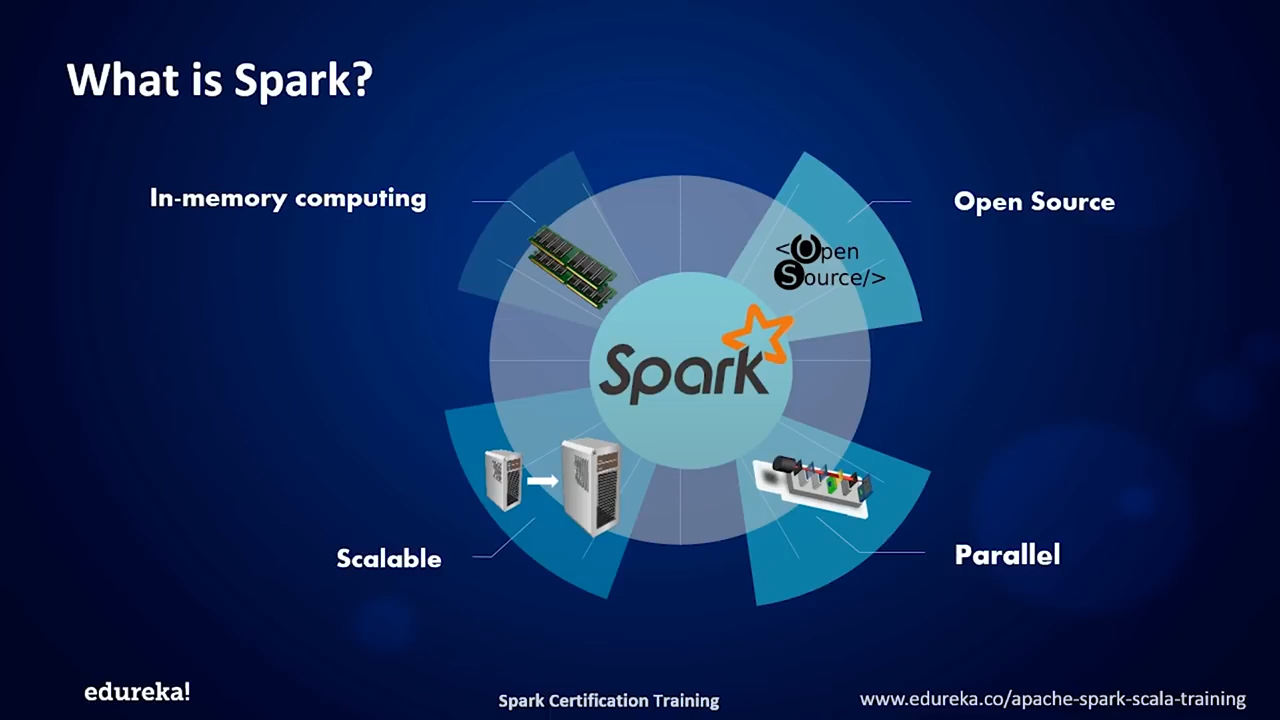 What is Spark?
In-memory computing
Open Source
<Open
Source/>
Spark
Scalable
Parallel
edureka!
Spark Certification Training
www.edureka.co/apache-spark-scala-training